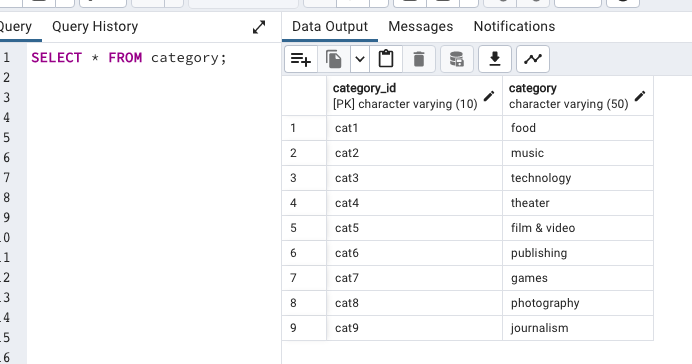 Query Query History
Data Output Messages Notifications
1 SELECT * FROM category;
2
3
4
5
6
7
8
9
10
11
12
13
14
15
16
category_id category
[PK] character varying (10) character varying (50)
1 cat1 food
2 cat2 music
3 cat3 technology
4 cat4 theater
5 cat5 film & video
6 cat6 publishing
7 cat7 games
8 cat8 photography
9 cat9 journalism